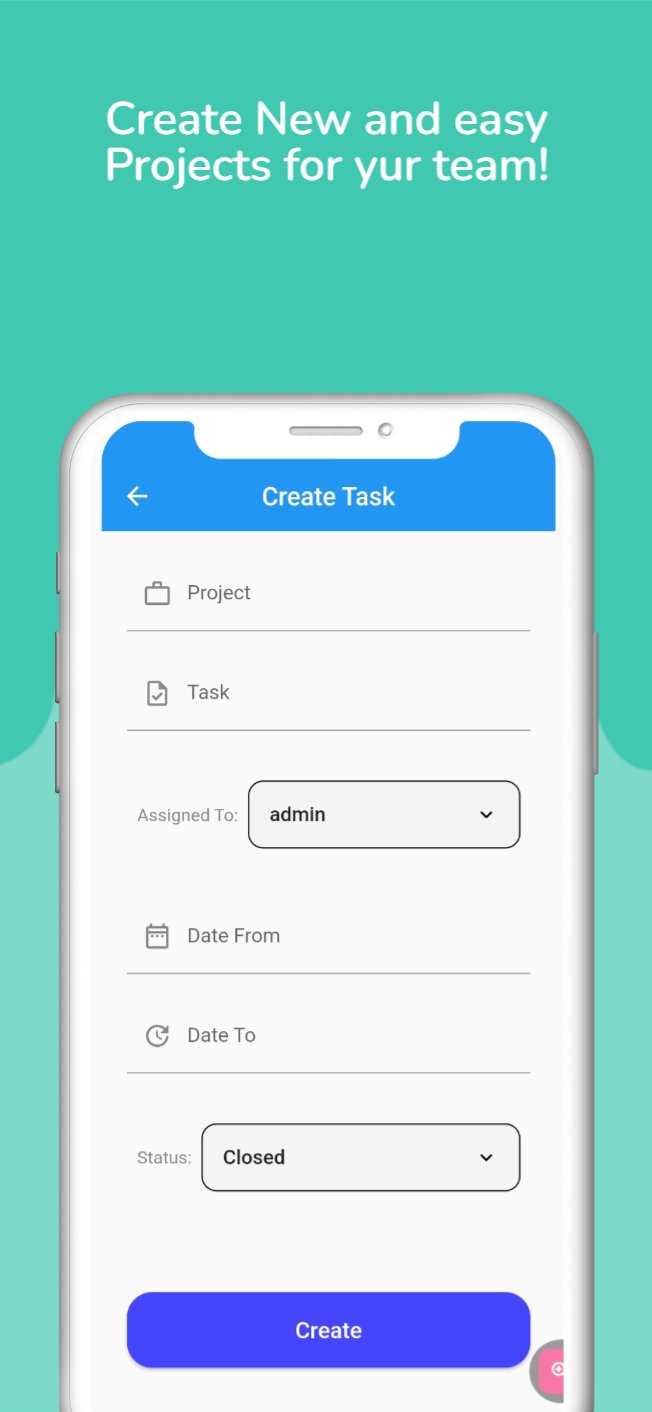 Create New and easy
Projects for yur team!
Create Task
Project
Task
Assigned To: admin
Date From
Date To
Status: Closed
Create